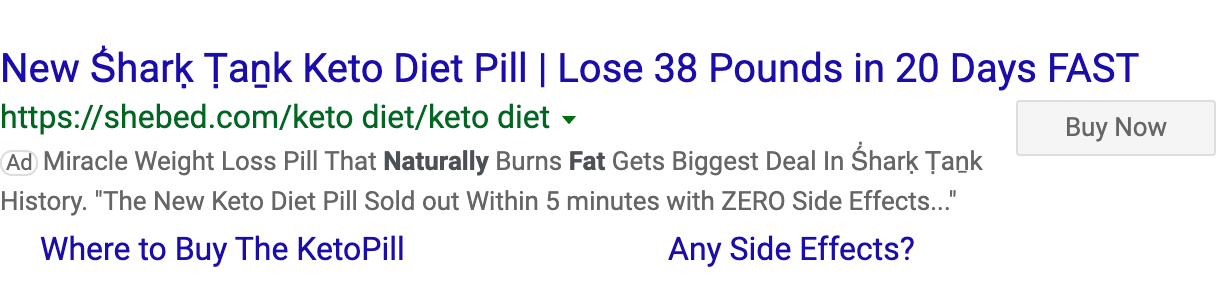 New Ṥharḳ Ṭaṉk Keto Diet Pill | Lose 38 Pounds in 20 Days FAST
https://shebed.com/keto diet/keto diet
Buy Now
Ad Miracle Weight Loss Pill That Naturally Burns Fat Gets Biggest Deal In Ṥharḳ Ṭaṉk
History. "The New Keto Diet Pill Sold out Within 5 minutes with ZERO Side Effects..."
Where to Buy The KetoPill
Any Side Effects?